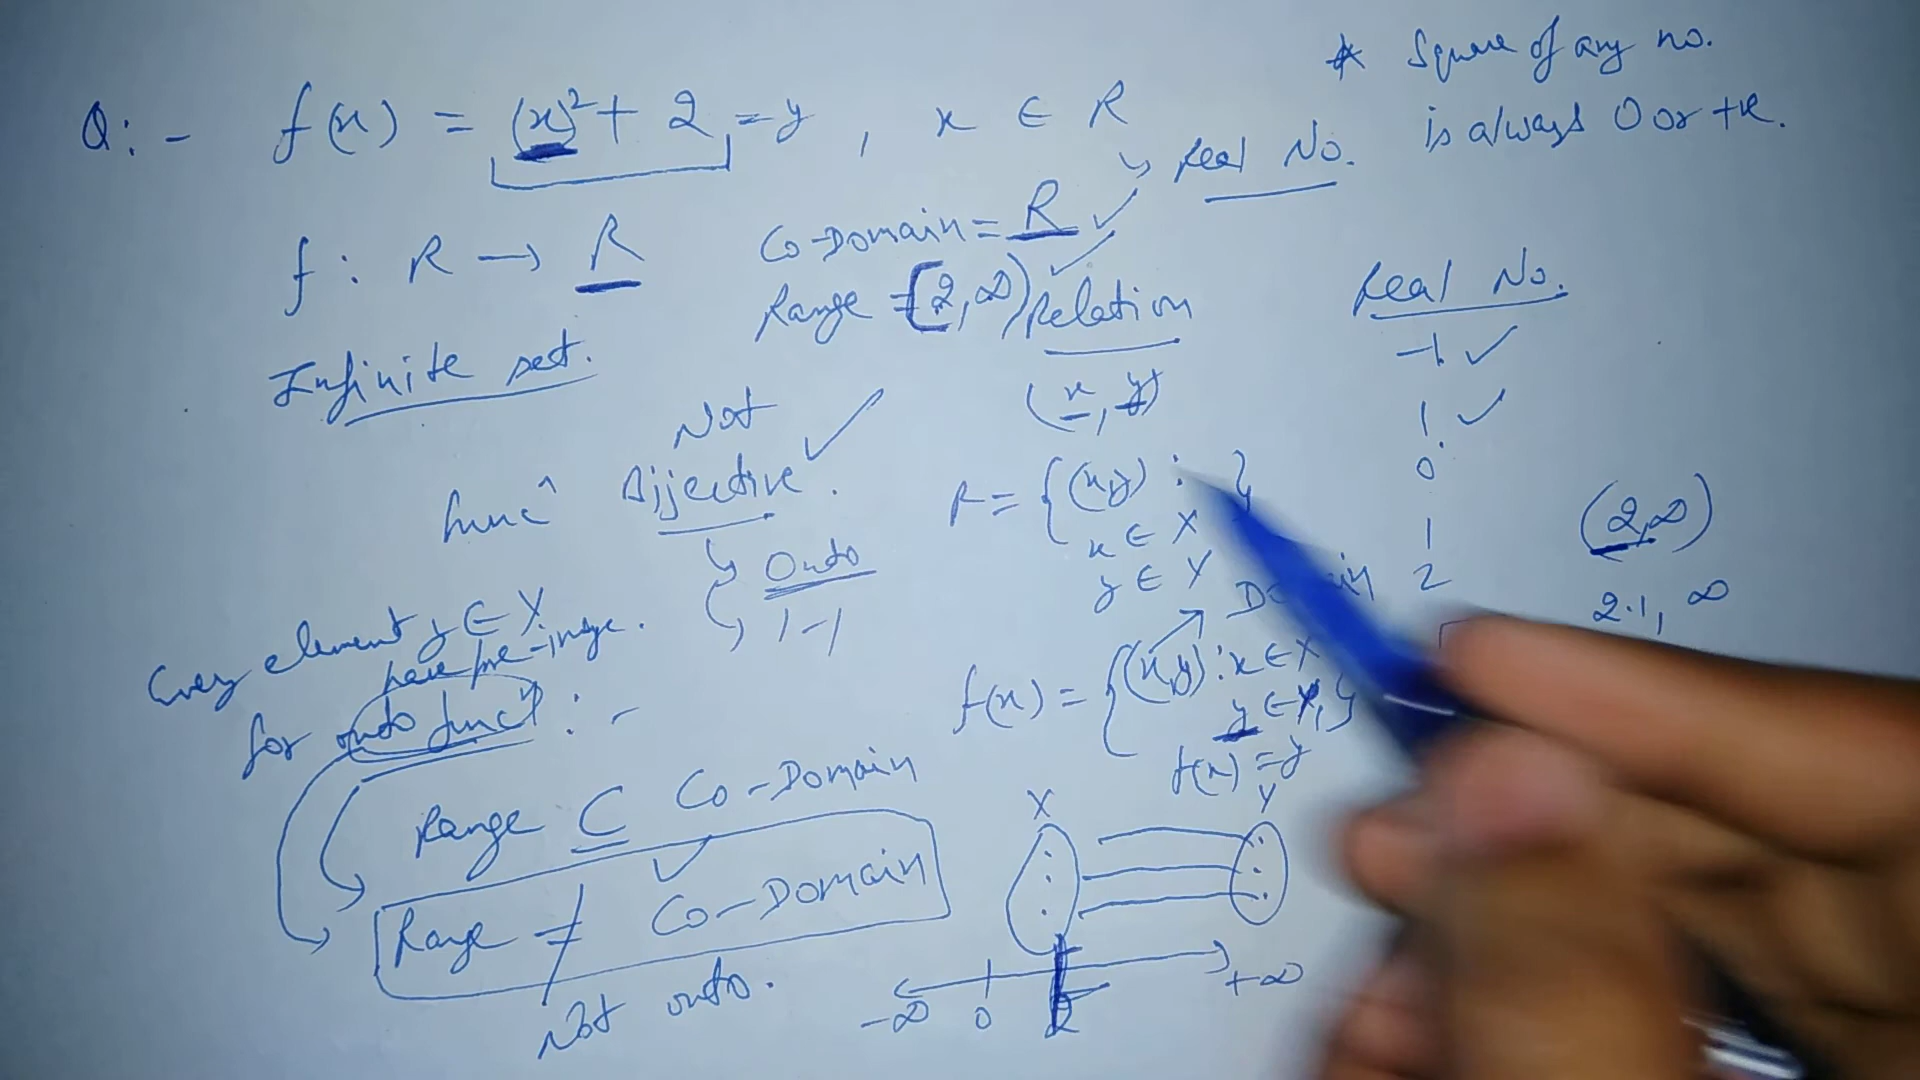 Q:- f(x) = (x)² + 2 = y , x ∈ R
→ Real No.
* Square of any no.
is always 0 or +ve.
f : R → R
Infinite set.
Co-Domain = R ✓
Range = [2, ∞) ✓
Relation
(x, y)
R = {(x,y) : }
x ∈ X
y ∈ Y
Real No.
-1 ✓
1 ✓
0
1
2
(2,∞)
2.1, ∞
Not
func^n Bijective. ✓
Onto
1-1
Every element y ∈ Y
have pre-image.
for onto func^n : -
Range ⊂ Co-Domain
Range ≠ Co-Domain ✓
Not onto.
f(x) = {(x,y) : x ∈ X
y ∈ Y, }
f(x) = y
X Y
-∞ 0 2 +∞